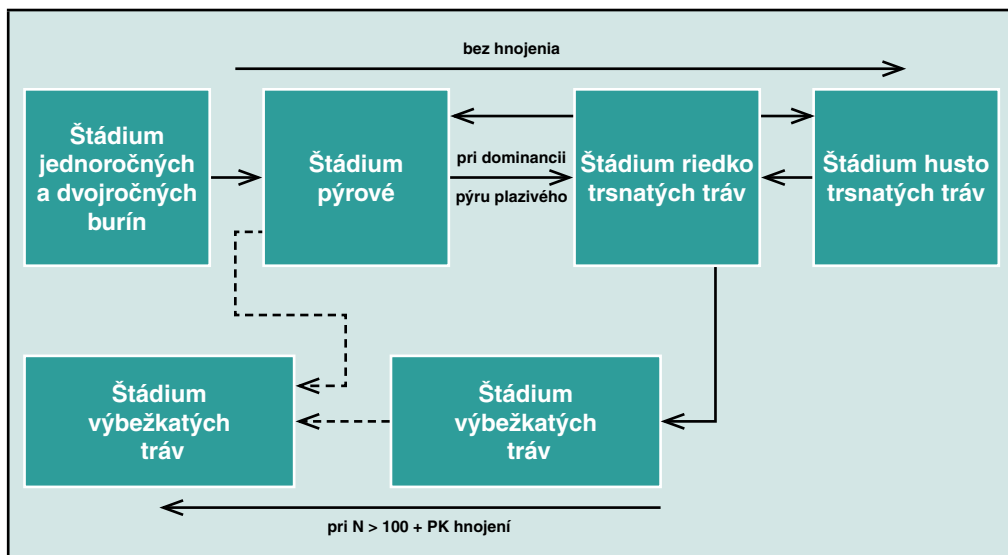 bez hnojenia
Štádium
jednoročných
a dvojročných
burín
Štádium
pýrové
pri dominancii
pýru plazivého
Štádium riedko
trsnatých tráv
Štádium husto
trsnatých tráv
Štádium
výbežkatých
tráv
Štádium
výbežkatých
tráv
pri N > 100 + PK hnojení